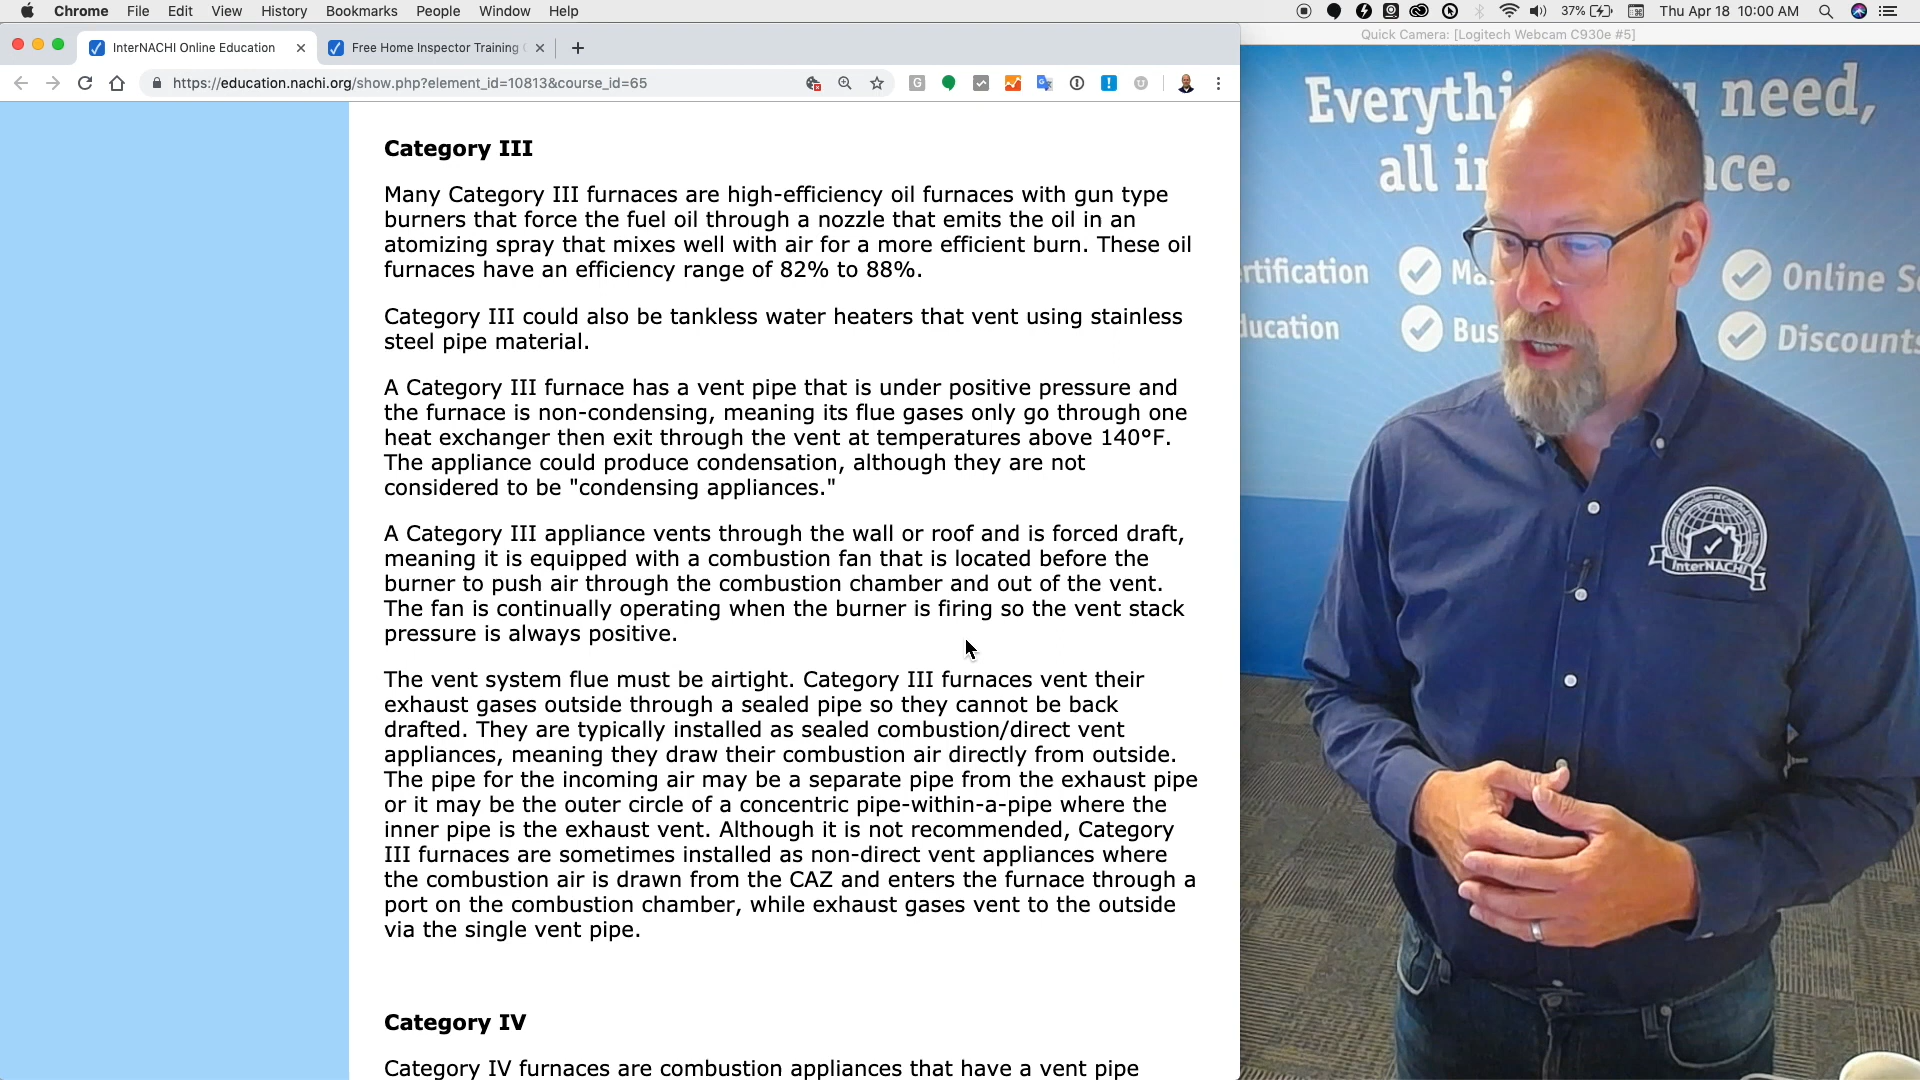 Chrome File Edit View History Bookmarks People Window Help
37% Thu Apr 18 10:00 AM
Quick Camera: [Logitech Webcam C930e #5]
InterNACHI Online Education
Free Home Inspector Training
https://education.nachi.org/show.php?element_id=10813&course_id=65
Category III
Many Category III furnaces are high-efficiency oil furnaces with gun type
burners that force the fuel oil through a nozzle that emits the oil in an
atomizing spray that mixes well with air for a more efficient burn. These oil
furnaces have an efficiency range of 82% to 88%.
Category III could also be tankless water heaters that vent using stainless
steel pipe material.
A Category III furnace has a vent pipe that is under positive pressure and
the furnace is non-condensing, meaning its flue gases only go through one
heat exchanger then exit through the vent at temperatures above 140°F.
The appliance could produce condensation, although they are not
considered to be "condensing appliances."
A Category III appliance vents through the wall or roof and is forced draft,
meaning it is equipped with a combustion fan that is located before the
burner to push air through the combustion chamber and out of the vent.
The fan is continually operating when the burner is firing so the vent stack
pressure is always positive.
The vent system flue must be airtight. Category III furnaces vent their
exhaust gases outside through a sealed pipe so they cannot be back
drafted. They are typically installed as sealed combustion/direct vent
appliances, meaning they draw their combustion air directly from outside.
The pipe for the incoming air may be a separate pipe from the exhaust pipe
or it may be the outer circle of a concentric pipe-within-a-pipe where the
inner pipe is the exhaust vent. Although it is not recommended, Category
III furnaces are sometimes installed as non-direct vent appliances where
the combustion air is drawn from the CAZ and enters the furnace through a
port on the combustion chamber, while exhaust gases vent to the outside
via the single vent pipe.
Category IV
Category IV furnaces are combustion appliances that have a vent pipe
Everythi need,
all in ace.
rtification Ma Online S
ducation Bus Discounts
InterNACHI